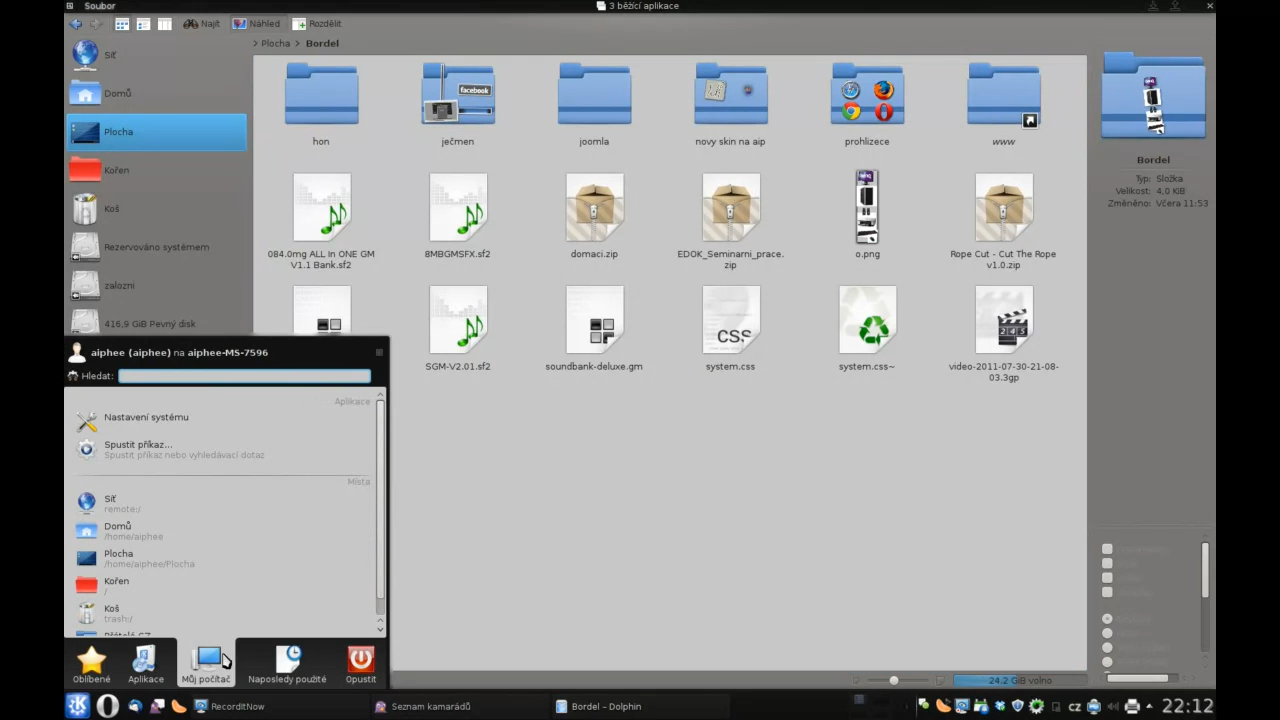 Soubor
3 běžící aplikace
Najít
Náhled
Rozdělit
> Plocha > Bordel
Síť
Domů
Plocha
Kořen
Koš
Rezervováno systémem
zalozni
416,9 GiB Pevný disk
hon
ječmen
joomla
novy skin na aip
prohlizece
www
facebook
084.0mg ALL In ONE GM
V1.1 Bank.sf2
8MBGMSFX.sf2
domaci.zip
EDOK_Seminarni_prace.
zip
o.png
Rope Cut - Cut The Rope
v1.0.zip
SGM-V2.01.sf2
soundbank-deluxe.gm
css
system.css
system.css~
video-2011-07-30-21-08-
03.3gp
Bordel
Typ: Složka
Velikost: 4,0 KiB
Změněno: Včera 11:53
aiphee (aiphee) na aiphee-MS-7596
Hledat:
Aplikace
Nastavení systému
Spustit příkaz...
Spustit příkaz nebo vyhledávací dotaz
Místa
Síť
remote:/
Domů
/home/aiphee
Plocha
/home/aiphee/Plocha
Kořen
/
Koš
trash:/
Oblíbené
Aplikace
Můj počítač
Naposledy použité
Opustit
24,2 GiB volno
RecorditNow
Seznam kamarádů
Bordel – Dolphin
cz
22:12